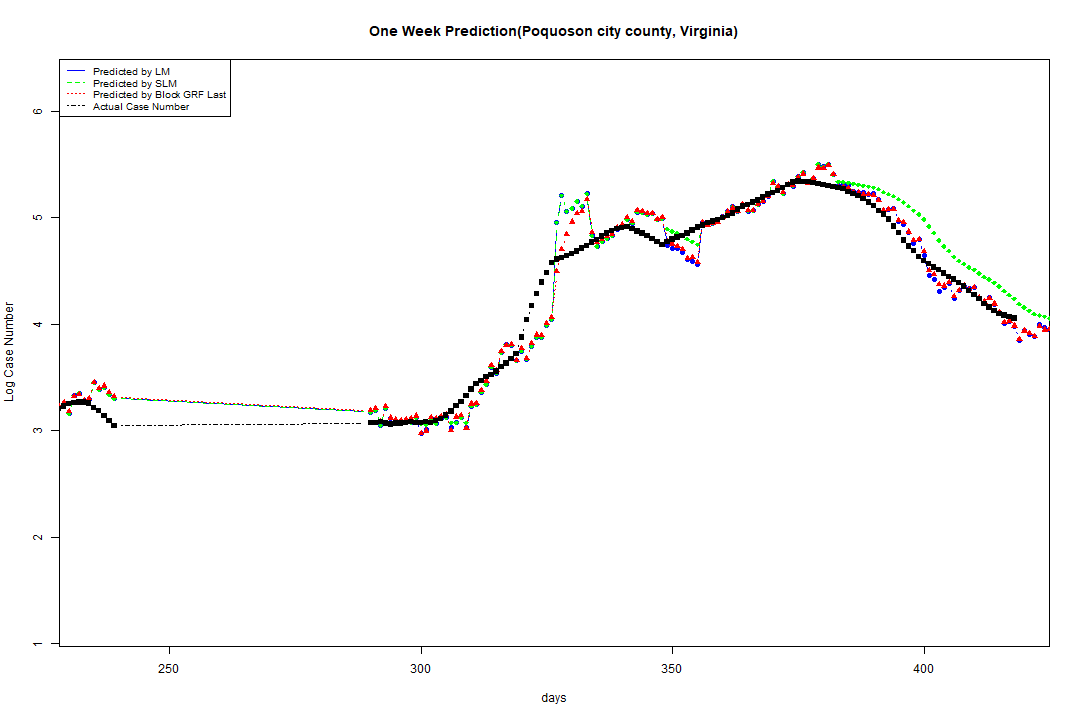 One Week Prediction(Poquoson city county, Virginia)
Predicted by LM
Predicted by SLM
Predicted by Block GRF Last
Actual Case Number
6
5
4
3
2
1
Log Case Number
250
300
350
400
days